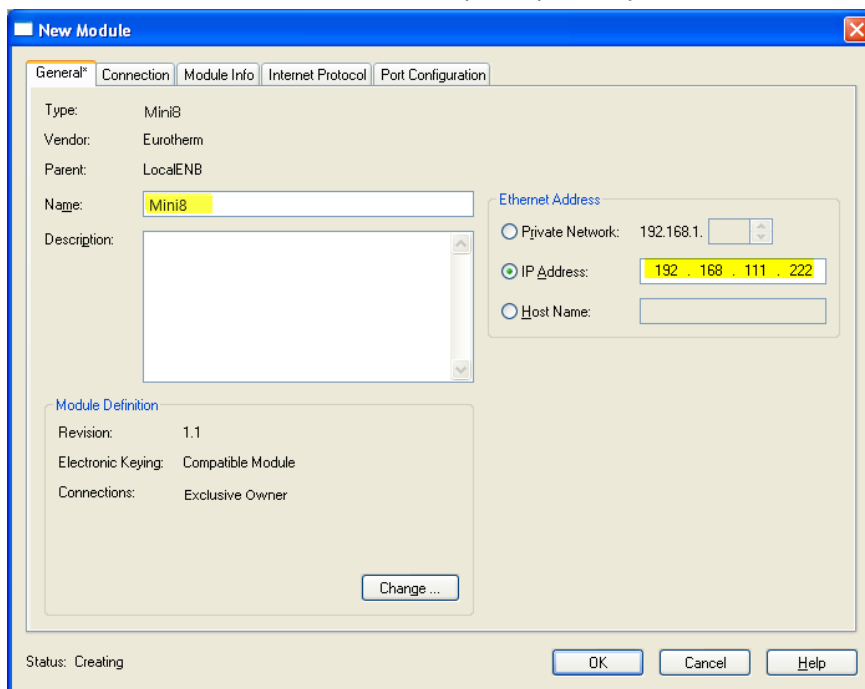 New Module
General* Connection Module Info Internet Protocol Port Configuration
Type: Mini8
Vendor: Eurotherm
Parent: LocalENB
Name: Mini8
Description:
Ethernet Address
Private Network: 192.168.1.
IP Address: 192 . 168 . 111 . 222
Host Name:
Module Definition
Revision: 1.1
Electronic Keying: Compatible Module
Connections: Exclusive Owner
Change ...
Status: Creating
OK Cancel Help